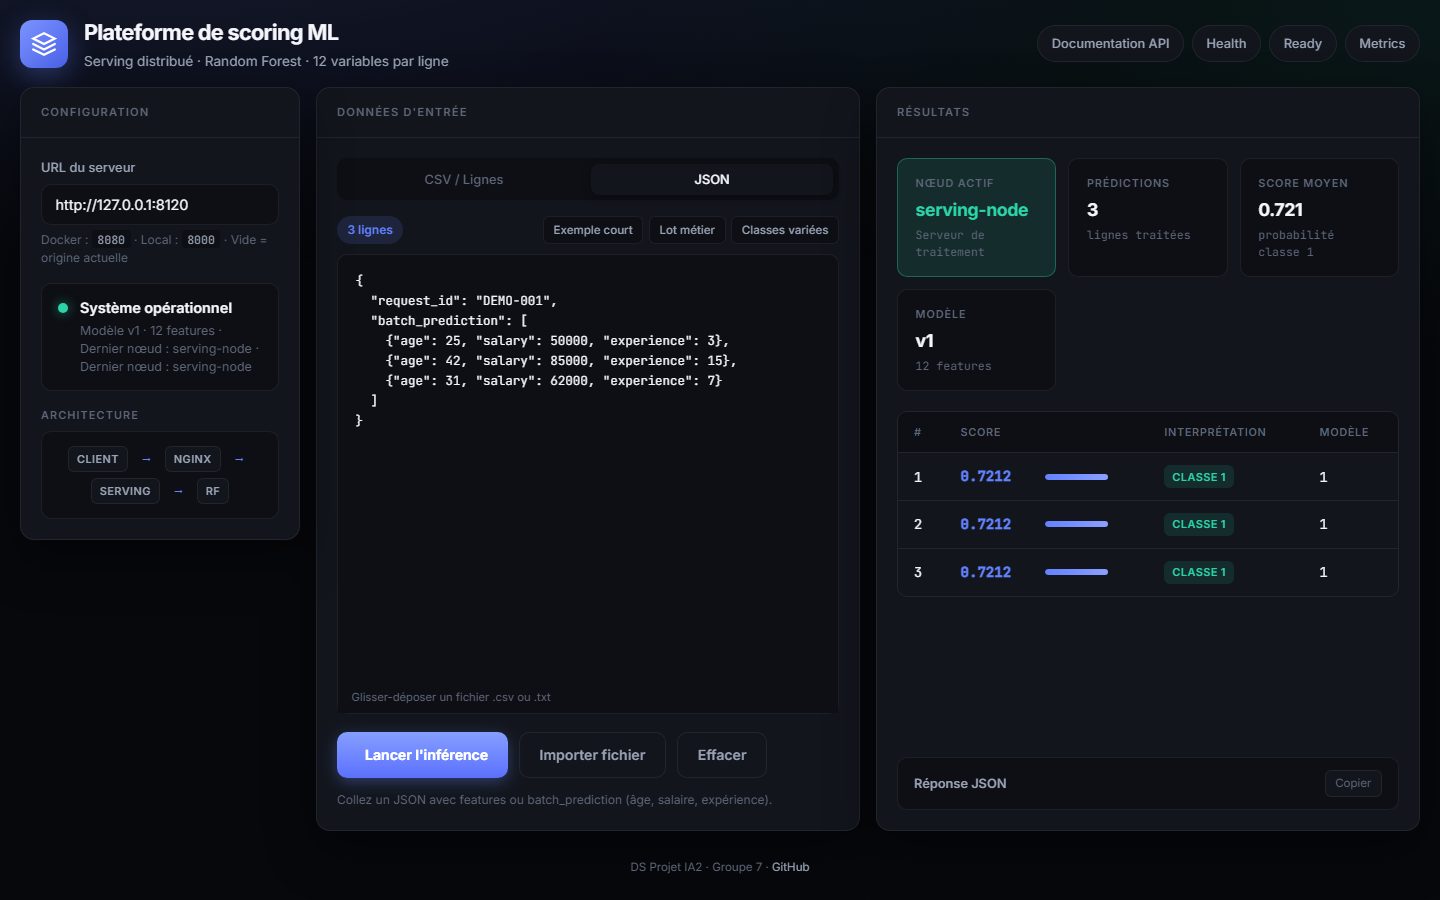 Plateforme de scoring ML
Serving distribué · Random Forest · 12 variables par ligne
Documentation API
Health
Ready
Metrics
CONFIGURATION
URL du serveur
http://127.0.0.1:8120
Docker : 8080 · Local : 8000 · Vide =
origine actuelle
Système opérationnel
Modèle v1 · 12 features ·
Dernier nœud : serving-node ·
Dernier nœud : serving-node
ARCHITECTURE
CLIENT → NGINX →
SERVING → RF
DONNÉES D'ENTRÉE
CSV / Lignes
JSON
3 lignes
Exemple court
Lot métier
Classes variées
{
  "request_id": "DEMO-001",
  "batch_prediction": [
    {"age": 25, "salary": 50000, "experience": 3},
    {"age": 42, "salary": 85000, "experience": 15},
    {"age": 31, "salary": 62000, "experience": 7}
  ]
}
Glisser-déposer un fichier .csv ou .txt
Lancer l'inférence
Importer fichier
Effacer
Collez un JSON avec features ou batch_prediction (âge, salaire, expérience).
RÉSULTATS
NŒUD ACTIF
serving-node
Serveur de
traitement
PRÉDICTIONS
3
lignes traitées
SCORE MOYEN
0.721
probabilité
classe 1
MODÈLE
v1
12 features
# SCORE INTERPRÉTATION MODÈLE
1 0.7212 CLASSE 1 1
2 0.7212 CLASSE 1 1
3 0.7212 CLASSE 1 1
Réponse JSON
Copier
DS Projet IA2 · Groupe 7 · GitHub